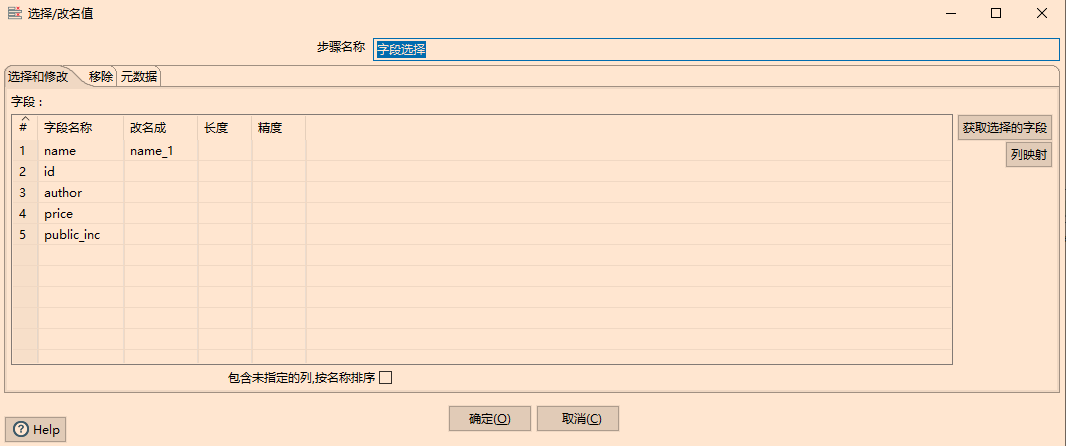 选择/改名值
步骤名称 字段选择
选择和修改 移除 元数据
字段：
# 字段名称 改名成 长度 精度
1 name name_1
2 id
3 author
4 price
5 public_inc
获取选择的字段
列映射
包含未指定的列,按名称排序
确定(O) 取消(C)
Help